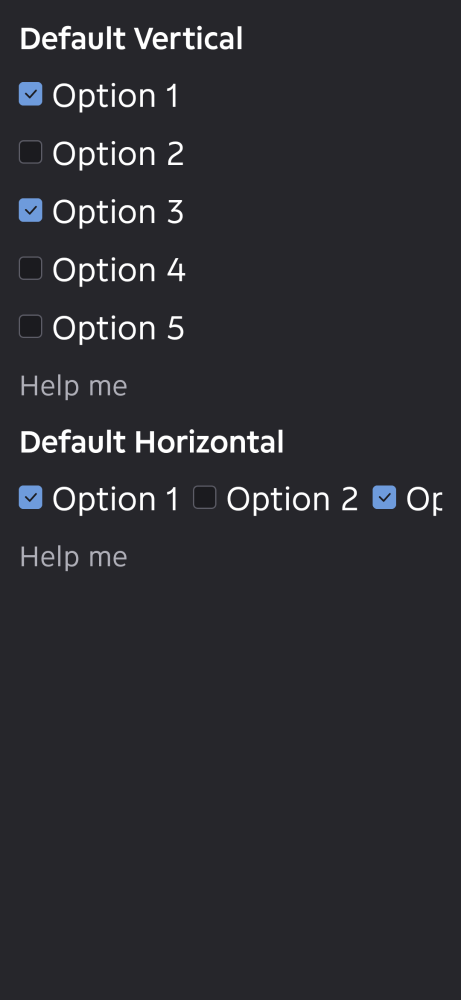 Default Vertical
Option 1
Option 2
Option 3
Option 4
Option 5
Help me
Default Horizontal
Option 1 Option 2 Op
Help me